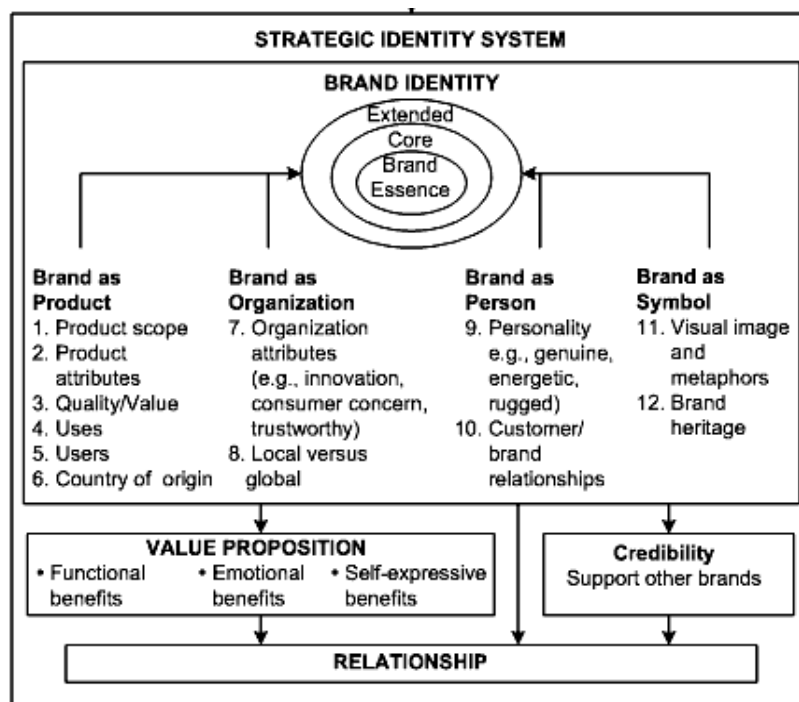 STRATEGIC IDENTITY SYSTEM
BRAND IDENTITY
Extended
Core
Brand
Essence
Brand as
Product
1. Product scope
2. Product
attributes
3. Quality/Value
4. Uses
5. Users
6. Country of origin
Brand as
Organization
7. Organization
attributes
(e.g., innovation,
consumer concern,
trustworthy)
8. Local versus
global
Brand as
Person
9. Personality
e.g., genuine,
energetic,
rugged)
10. Customer/
brand
relationships
Brand as
Symbol
11. Visual image
and
metaphors
12. Brand
heritage
VALUE PROPOSITION
• Functional
benefits
• Emotional
benefits
• Self-expressive
benefits
Credibility
Support other brands
RELATIONSHIP